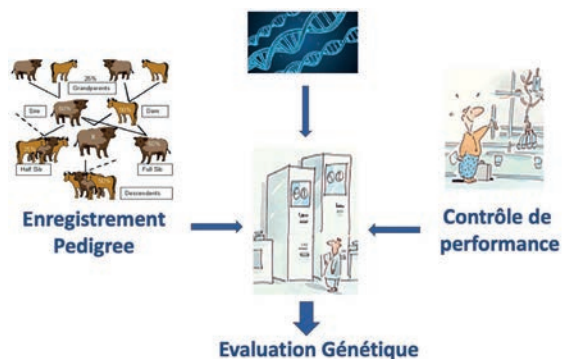 25%
Grandparents
Sire
Dam
Half Sib
Full Sib
Descendents
Enregistrement
Pedigree
Contrôle de
performance
Evaluation Génétique